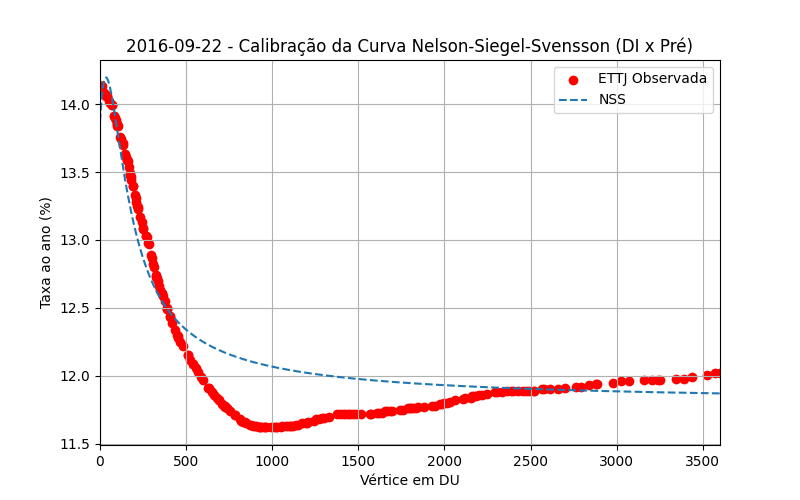 2016-09-22 - Calibração da Curva Nelson-Siegel-Svensson (DI x Pré)
ETTJ Observada
NSS
Taxa ao ano (%)
14.0
13.5
13.0
12.5
12.0
11.5
0 500 1000 1500 2000 2500 3000 3500
Vértice em DU